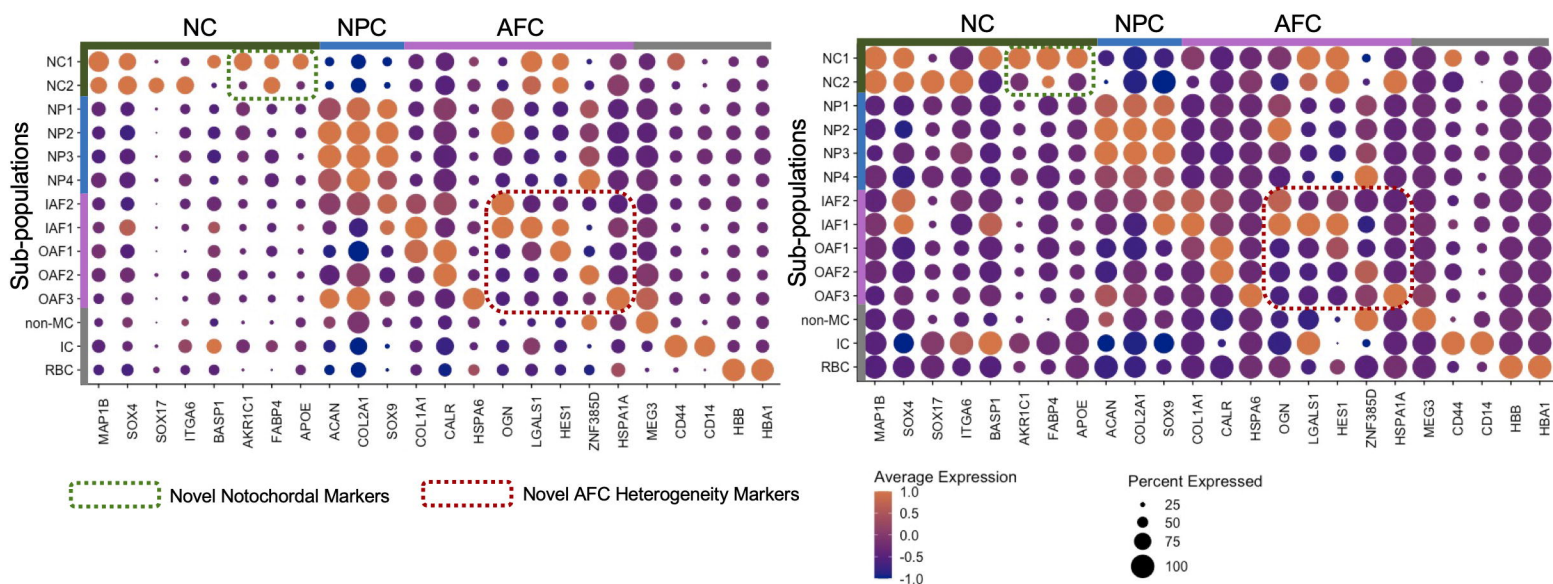 NC NPC AFC
Sub-populations
NC1
NC2
NP1
NP2
NP3
NP4
IAF2
IAF1
OAF1
OAF2
OAF3
non-MC
IC
RBC
MAP1B
SOX4
SOX17
ITGA6
BASP1
AKR1C1
FABP4
APOE
ACAN
COL2A1
SOX9
COL1A1
CALR
HSPA6
OGN
LGALS1
HES1
ZNF385D
HSPA1A
MEG3
CD44
CD14
HBB
HBA1
NC NPC AFC
Sub-populations
NC1
NC2
NP1
NP2
NP3
NP4
IAF2
IAF1
OAF1
OAF2
OAF3
non-MC
IC
RBC
MAP1B
SOX4
SOX17
ITGA6
BASP1
AKR1C1
FABP4
APOE
ACAN
COL2A1
SOX9
COL1A1
CALR
HSPA6
OGN
LGALS1
HES1
ZNF385D
HSPA1A
MEG3
CD44
CD14
HBB
HBA1
Novel Notochordal Markers
Novel AFC Heterogeneity Markers
Average Expression
1.0
0.5
0.0
-0.5
-1.0
Percent Expressed
25
50
75
100